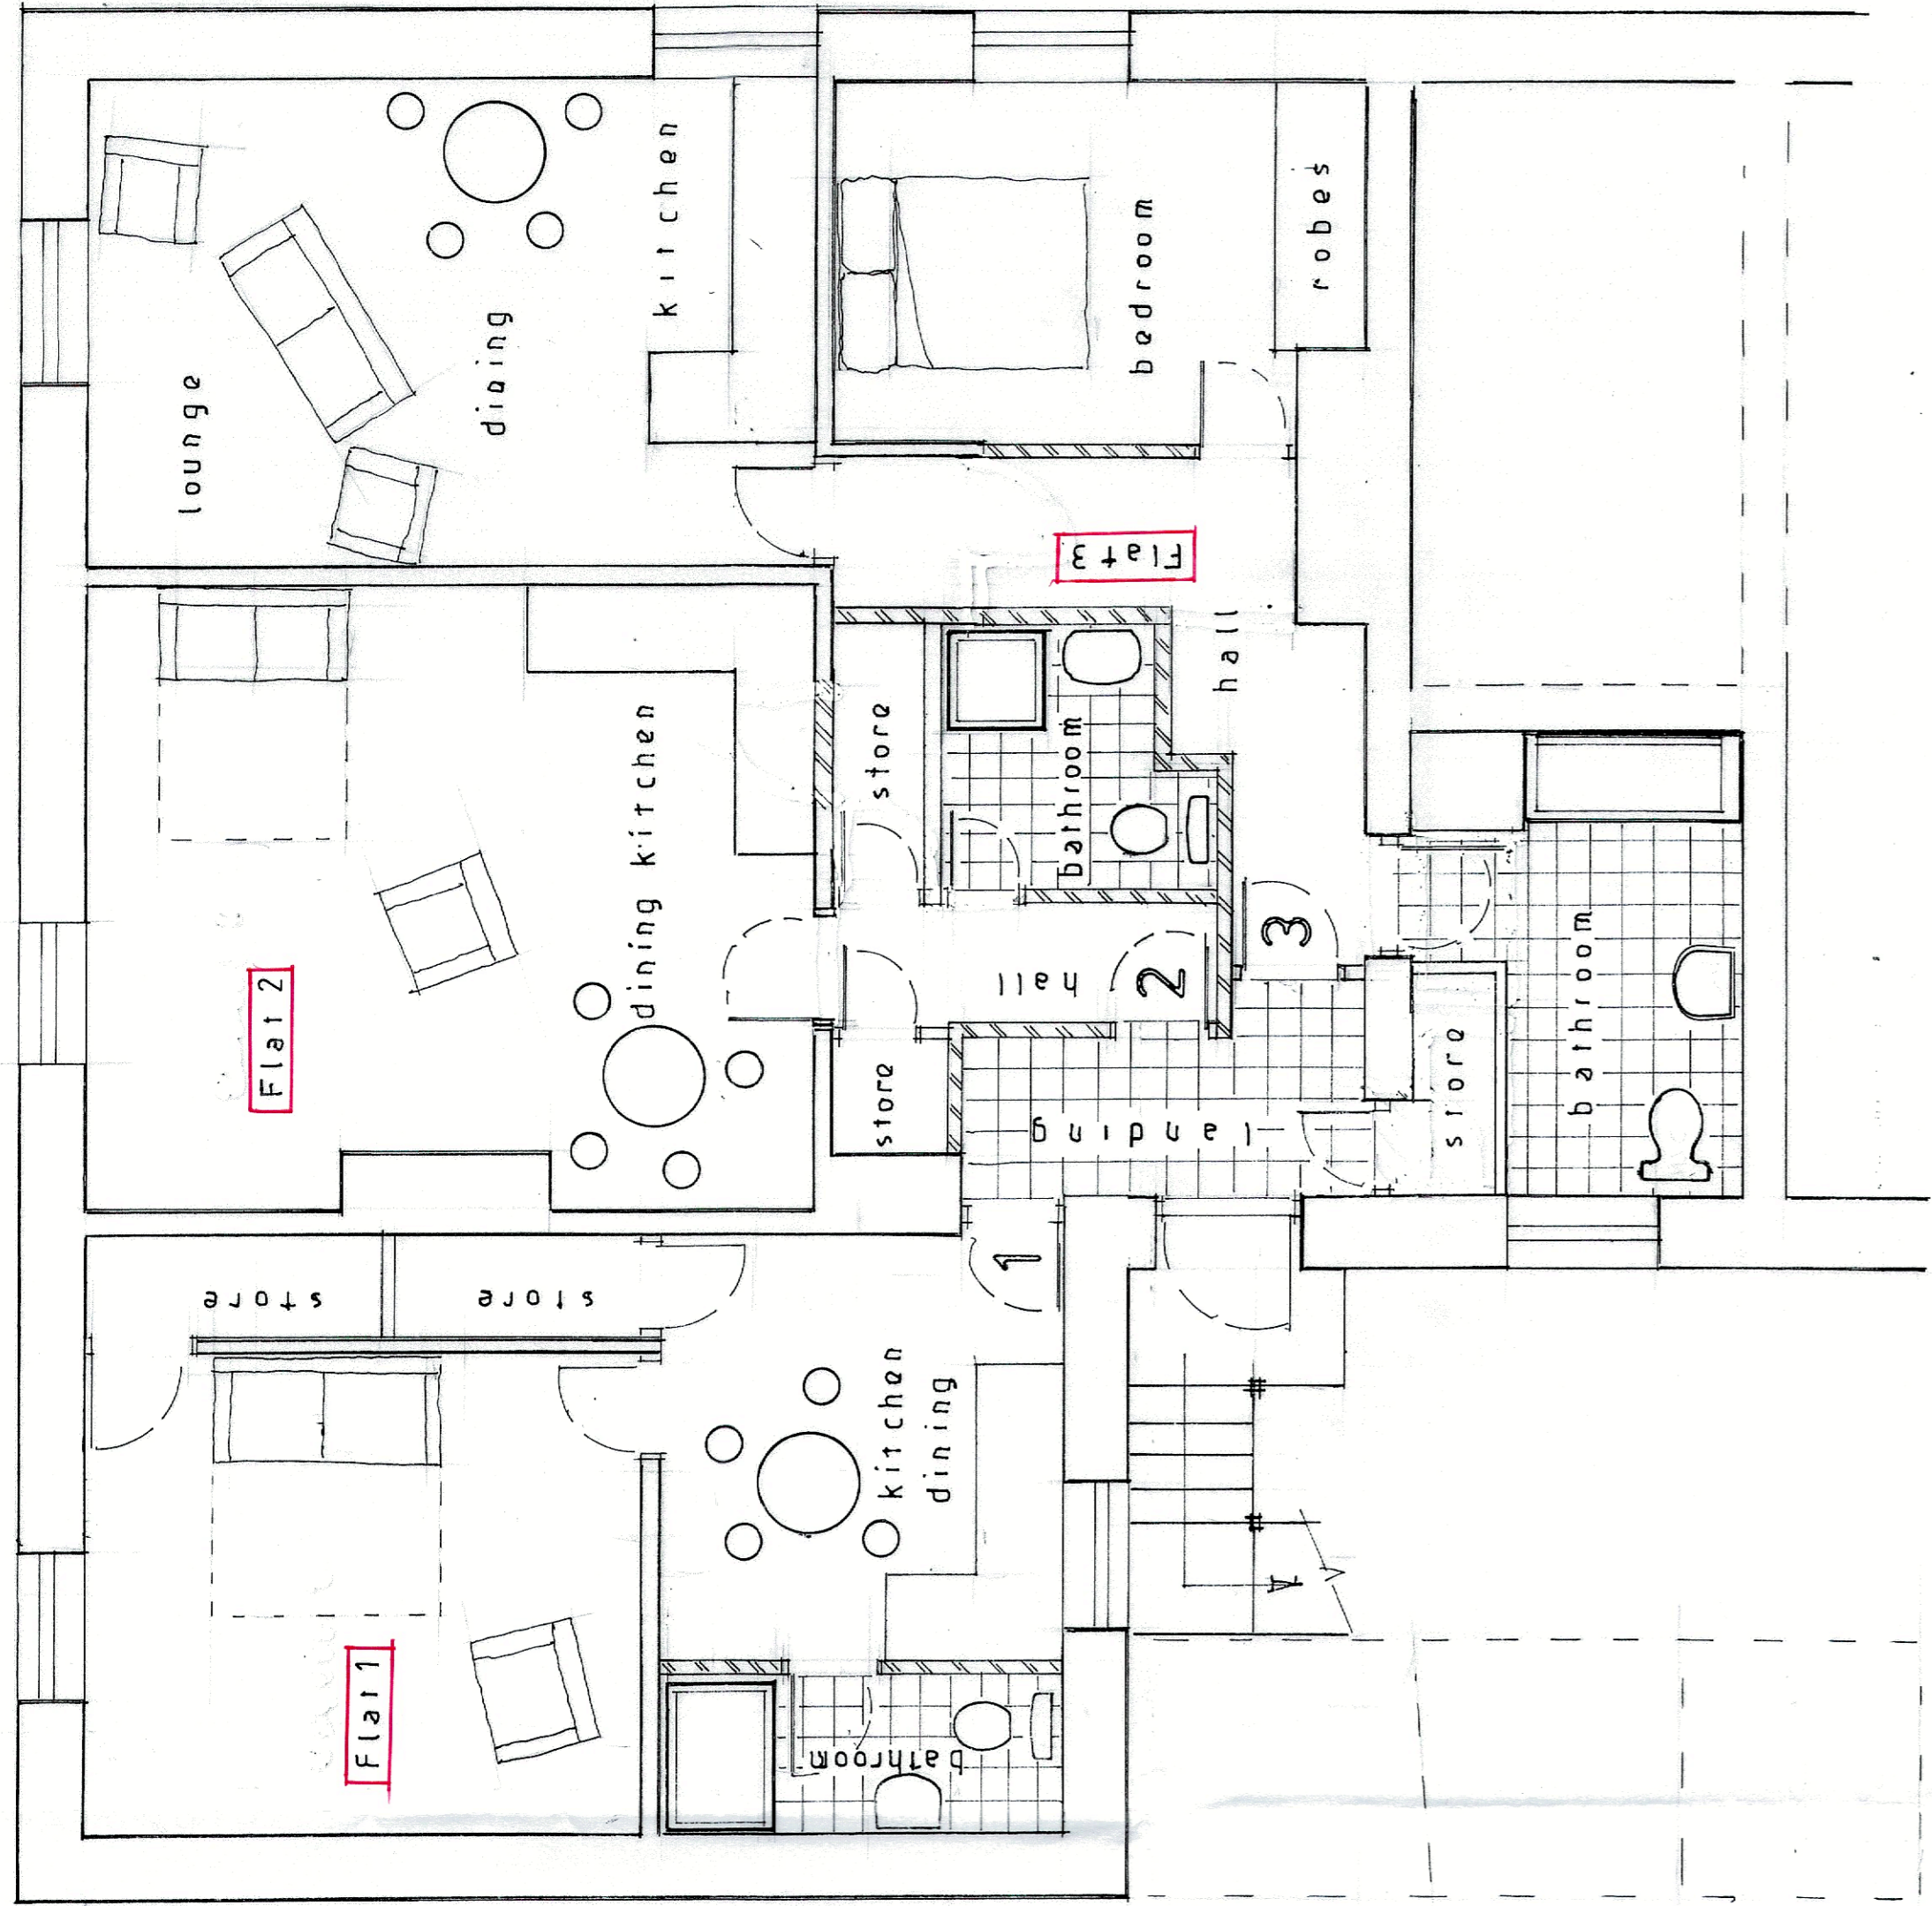 kitchen
robes
bedroom
dining
lounge
Flat 3
hall
store
bathroom
dining kitchen
3
hall
2
Flat 2
bathroom
store
store
landing
1
store
store
kitchen
dining
Flat 1
bathroom
A